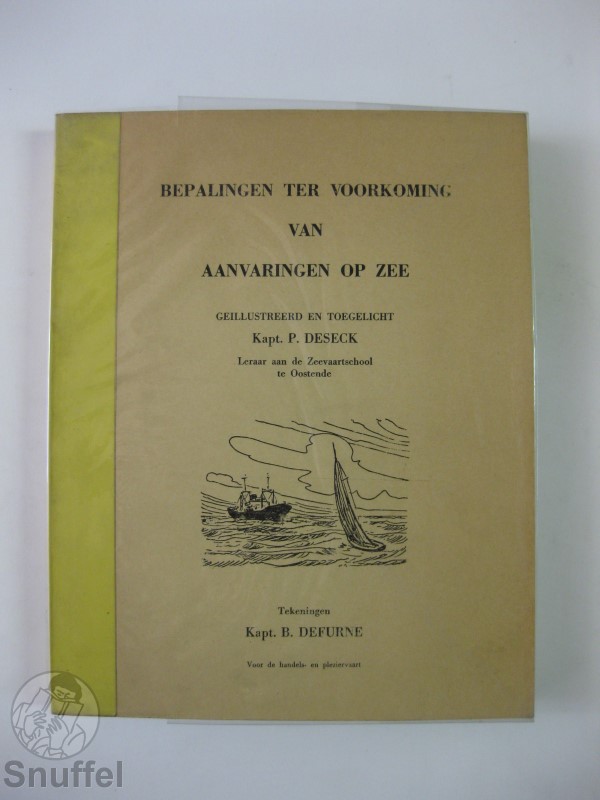 BEPALINGEN TER VOORKOMING
VAN
AANVARINGEN OP ZEE
GEILLUSTREERD EN TOEGELICHT
Kapt. P. DESECK
Leraar aan de Zeevaartschool
te Oostende
Tekeningen
Kapt. B. DEFURNE
Voor de handels- en pleziervaart
Snuffel